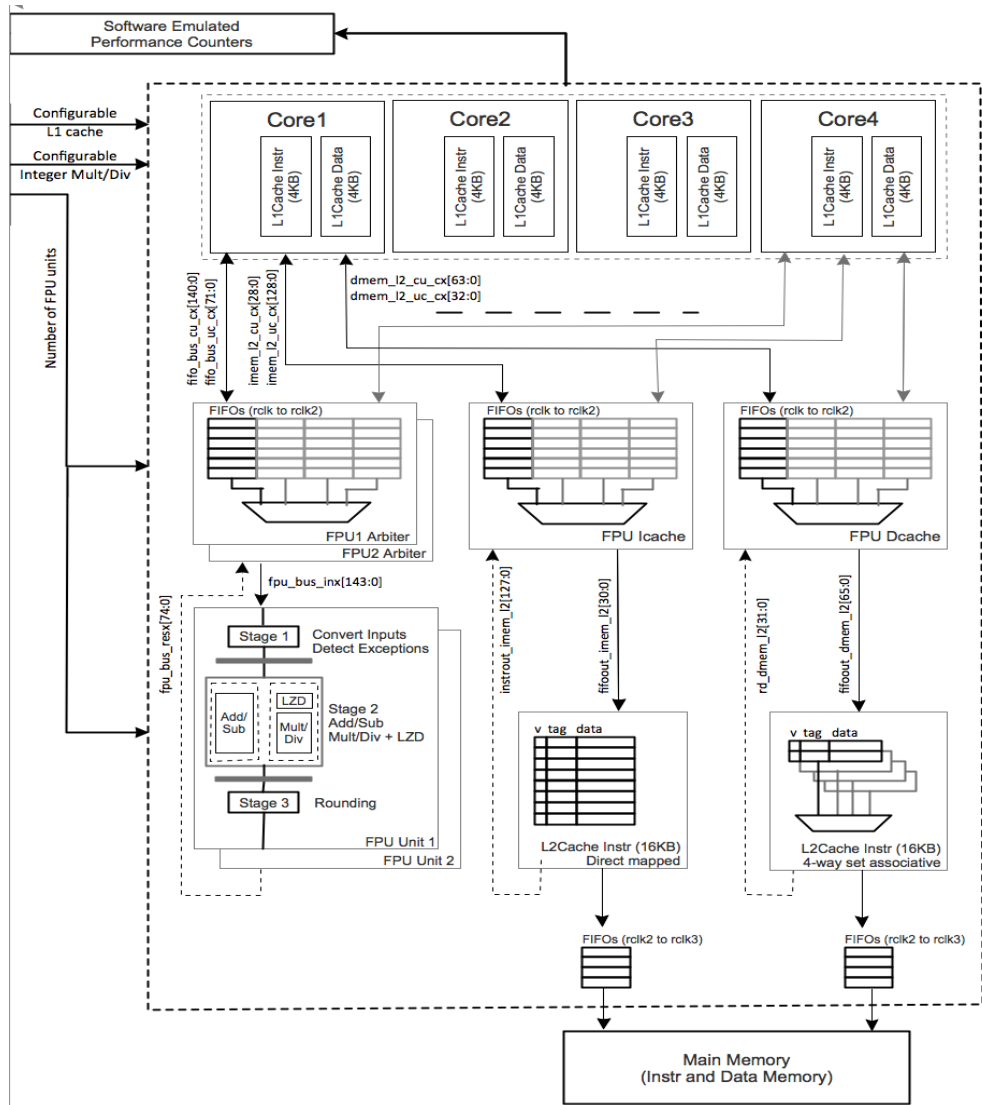 Software Emulated
Performance Counters
Configurable
L1 cache
Configurable
Integer Mult/Div
Number of FPU units
Core1
Core2
Core3
Core4
L1Cache Instr
(4KB)
L1Cache Data
(4KB)
L1Cache Instr
(4KB)
L1Cache Data
(4KB)
L1Cache Instr
(4KB)
L1Cache Data
(4KB)
L1Cache Instr
(4KB)
L1Cache Data
(4KB)
fifo_bus_cu_cx[140:0]
fifo_bus_uc_cx[71:0]
imem_l2_cu_cx[28:0]
imem_l2_uc_cx[128:0]
dmem_l2_cu_cx[63:0]
dmem_l2_uc_cx[32:0]
FIFOs (rclk to rclk2)
FPU1 Arbiter
FPU2 Arbiter
FIFOs (rclk to rclk2)
FPU Icache
FIFOs (rclk to rclk2)
FPU Dcache
fpu_bus_resx[74:0]
fpu_bus_inx[143:0]
instrout_imem_l2[127:0]
fifoout_imem_l2[30:0]
rd_dmem_l2[31:0]
fifoout_dmem_l2[65:0]
Stage 1
Convert Inputs
Detect Exceptions
Add/
Sub
LZD
Mult/
Div
Stage 2
Add/Sub
Mult/Div + LZD
Stage 3
Rounding
FPU Unit 1
FPU Unit 2
v tag data
L2Cache Instr (16KB)
Direct mapped
v tag data
L2Cache Instr (16KB)
4-way set associative
FIFOs (rclk2 to rclk3)
FIFOs (rclk2 to rclk3)
Main Memory
(Instr and Data Memory)